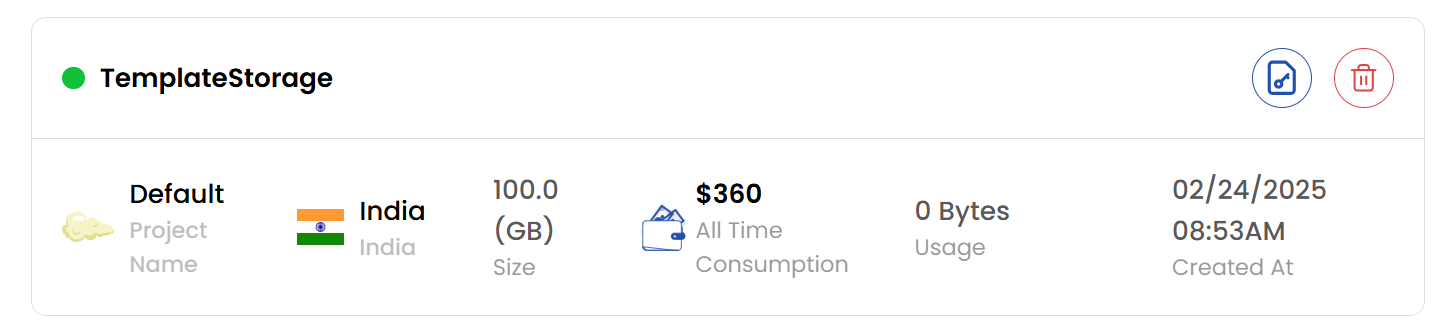 TemplateStorage
Default
Project
Name
India
India
100.0
(GB)
Size
$360
All Time
Consumption
0 Bytes
Usage
02/24/2025
08:53AM
Created At